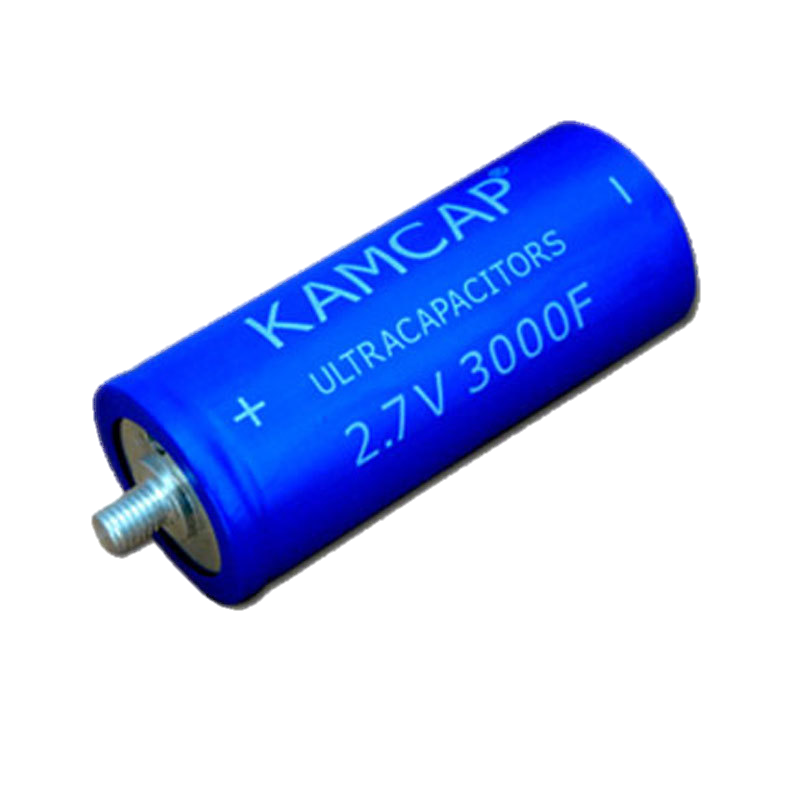 KAMCAP®
ULTRACAPACITORS
2.7V 3000F
+
−